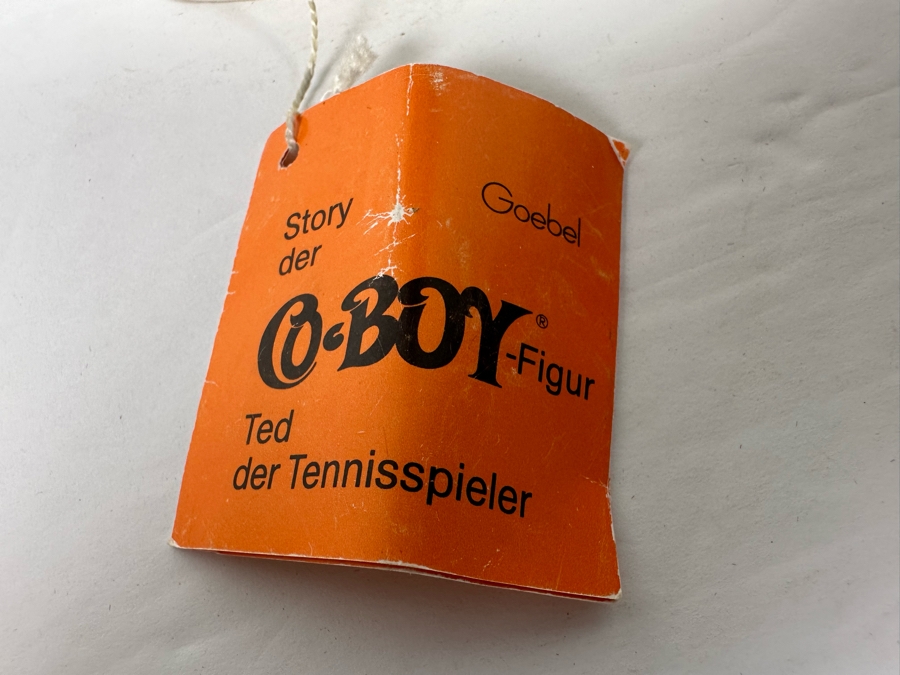 Goebel
Story
der
CO-BOY®-Figur
Ted
der Tennisspieler